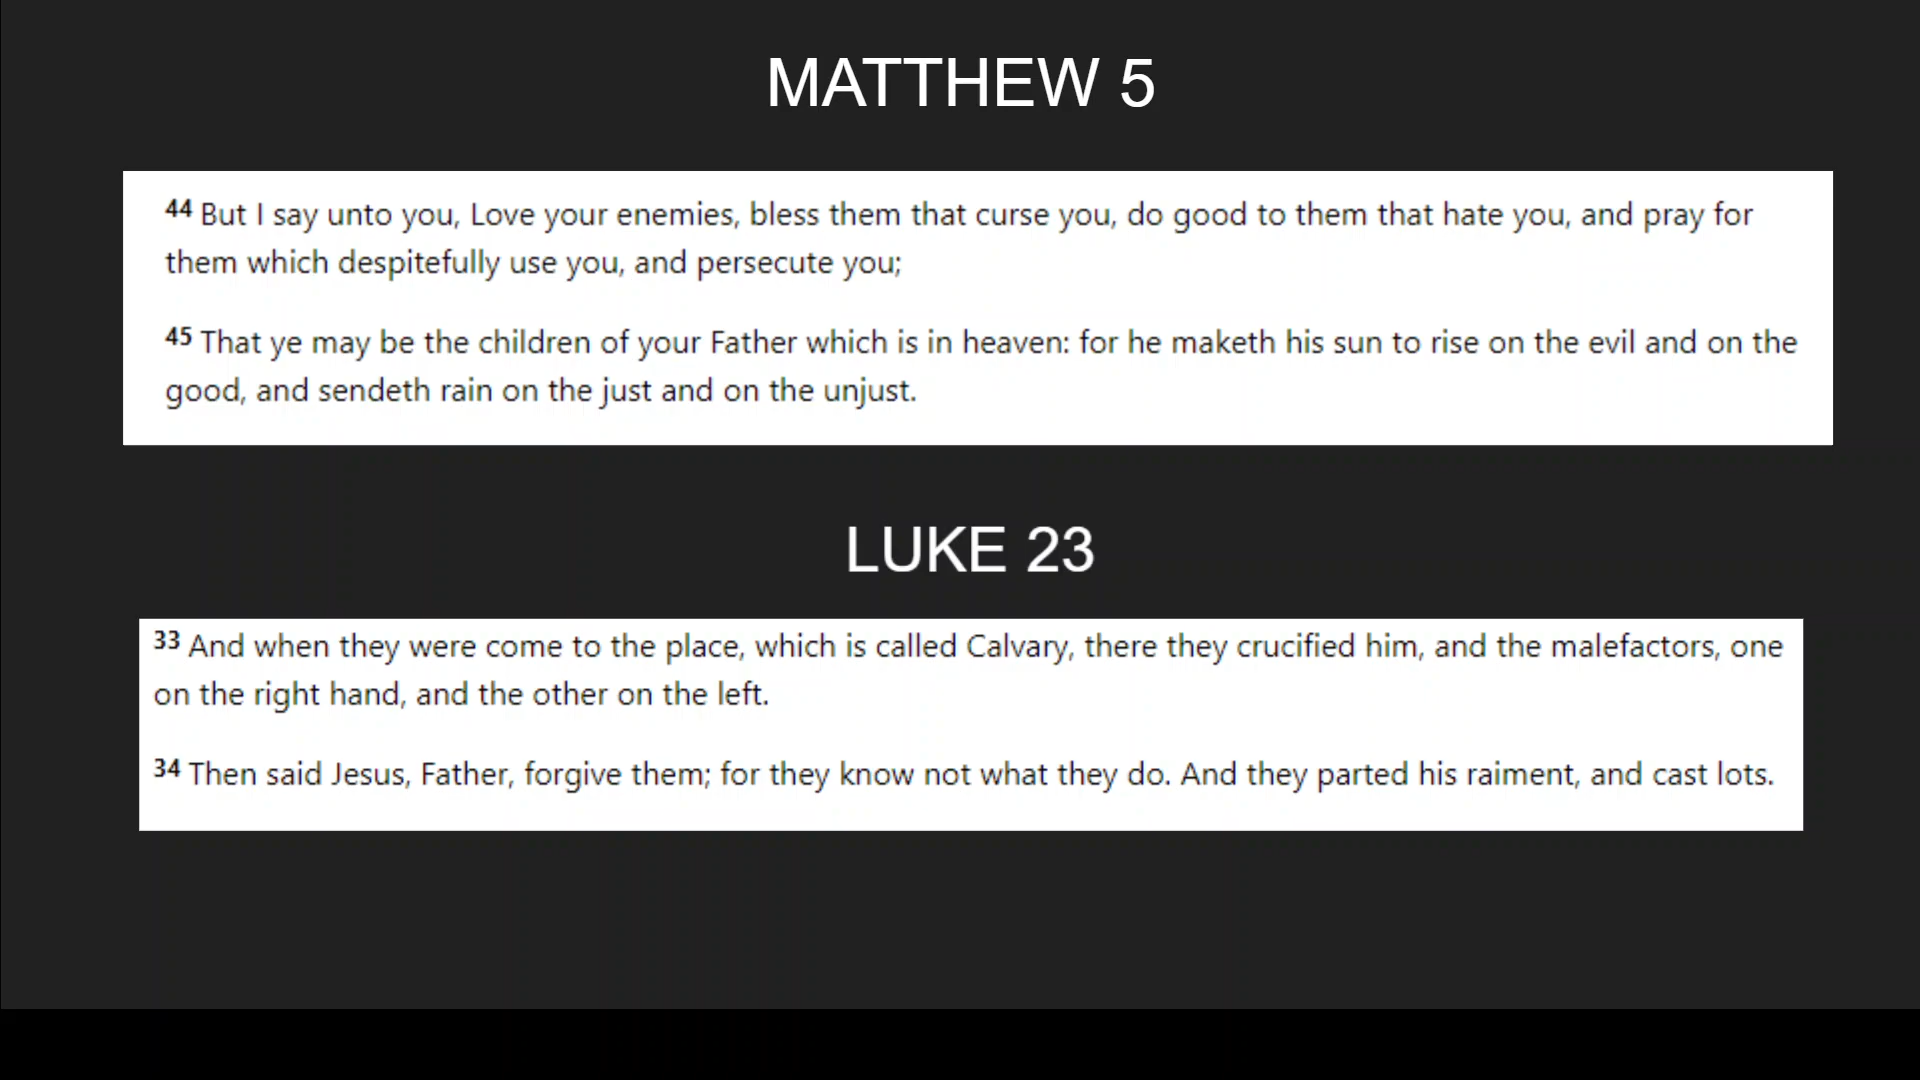 MATTHEW 5
44 But I say unto you, Love your enemies, bless them that curse you, do good to them that hate you, and pray for
them which despitefully use you, and persecute you;
45 That ye may be the children of your Father which is in heaven: for he maketh his sun to rise on the evil and on the
good, and sendeth rain on the just and on the unjust.
LUKE 23
33 And when they were come to the place, which is called Calvary, there they crucified him, and the malefactors, one
on the right hand, and the other on the left.
34 Then said Jesus, Father, forgive them; for they know not what they do. And they parted his raiment, and cast lots.